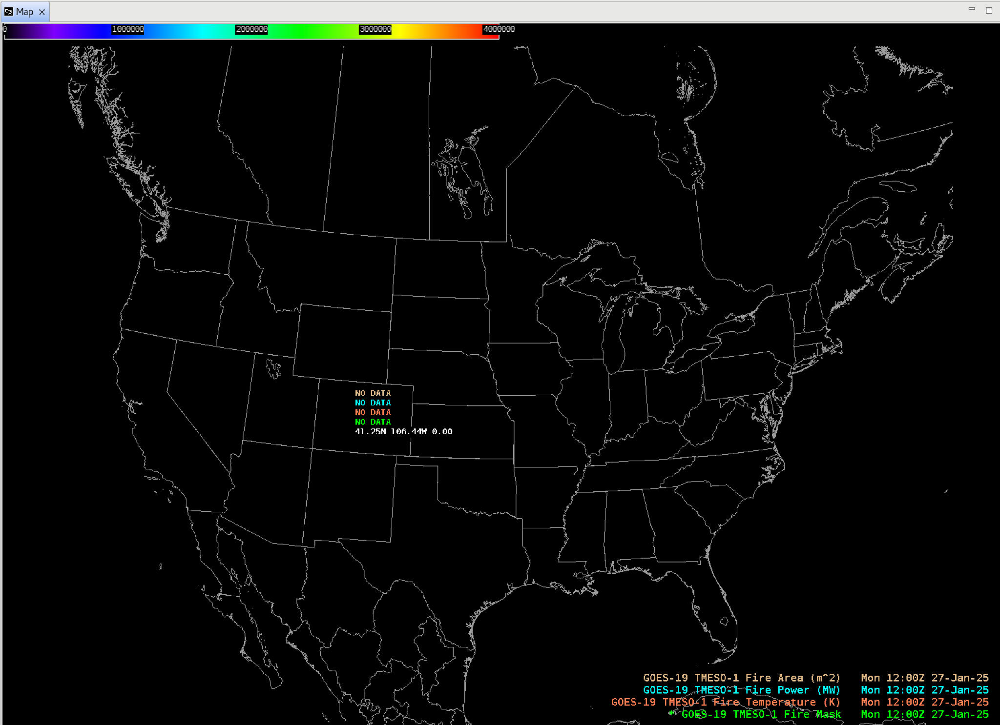 Map
0 1000000 2000000 3000000 4000000
NO DATA
NO DATA
NO DATA
NO DATA
41.25N 106.44W 0.00
GOES-19 TMESO-1 Fire Area (m^2) Mon 12:00Z 27-Jan-25
GOES-19 TMESO-1 Fire Power (MW) Mon 12:00Z 27-Jan-25
GOES-19 TMESO-1 Fire Temperature (K) Mon 12:00Z 27-Jan-25
* GOES-19 TMESO-1 Fire Mask Mon 12:00Z 27-Jan-25